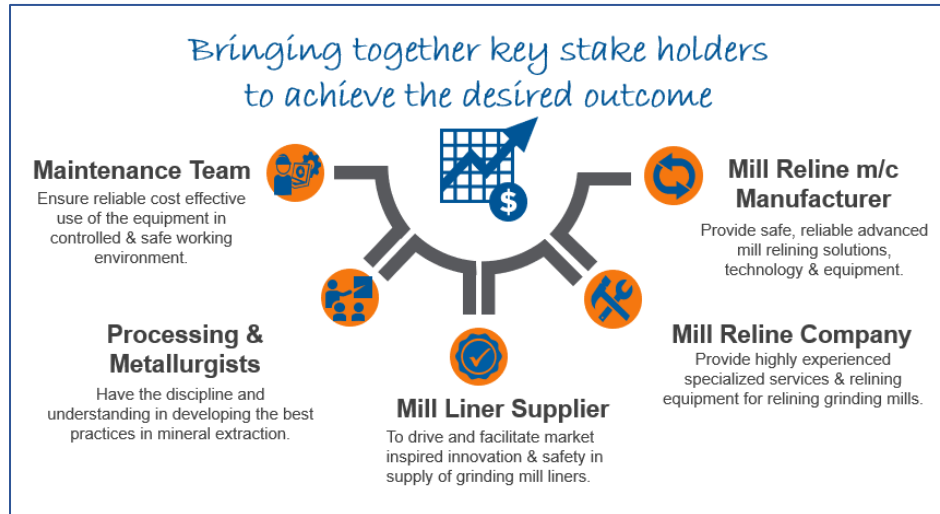 Bringing together key stake holders
to achieve the desired outcome
$
Maintenance Team
Ensure reliable cost effective
use of the equipment in
controlled & safe working
environment.
Processing &
Metallurgists
Have the discipline and
understanding in developing the best
practices in mineral extraction.
Mill Liner Supplier
To drive and facilitate market
inspired innovation & safety in
supply of grinding mill liners.
Mill Reline Company
Provide highly experienced
specialized services & relining
equipment for relining grinding mills.
Mill Reline m/c
Manufacturer
Provide safe, reliable advanced
mill relining solutions,
technology & equipment.